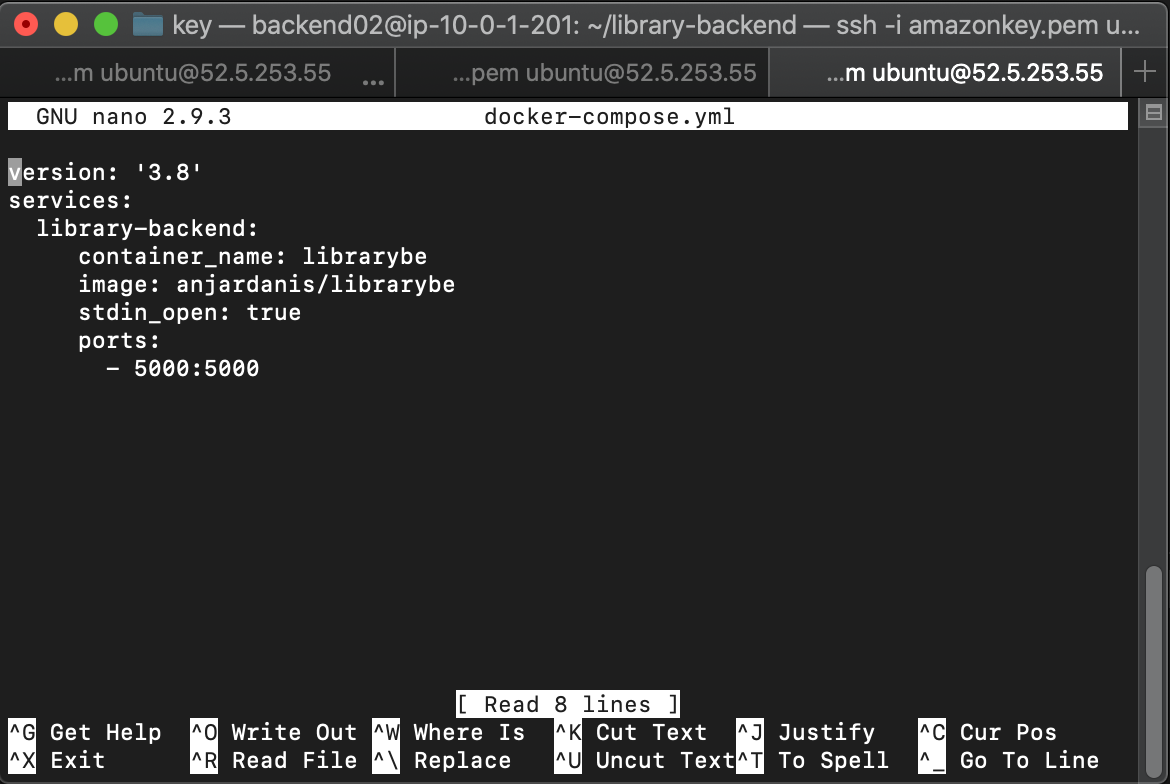 key — backend02@ip-10-0-1-201: ~/library-backend — ssh -i amazonkey.pem u...
...m ubuntu@52.5.253.55 ... ...pem ubuntu@52.5.253.55 ...m ubuntu@52.5.253.55 +
GNU nano 2.9.3 docker-compose.yml
version: '3.8'
services:
  library-backend:
     container_name: librarybe
     image: anjardanis/librarybe
     stdin_open: true
     ports:
       - 5000:5000
[ Read 8 lines ]
^G Get Help ^O Write Out ^W Where Is ^K Cut Text ^J Justify ^C Cur Pos
^X Exit ^R Read File ^\ Replace ^U Uncut Text ^T To Spell ^_ Go To Line